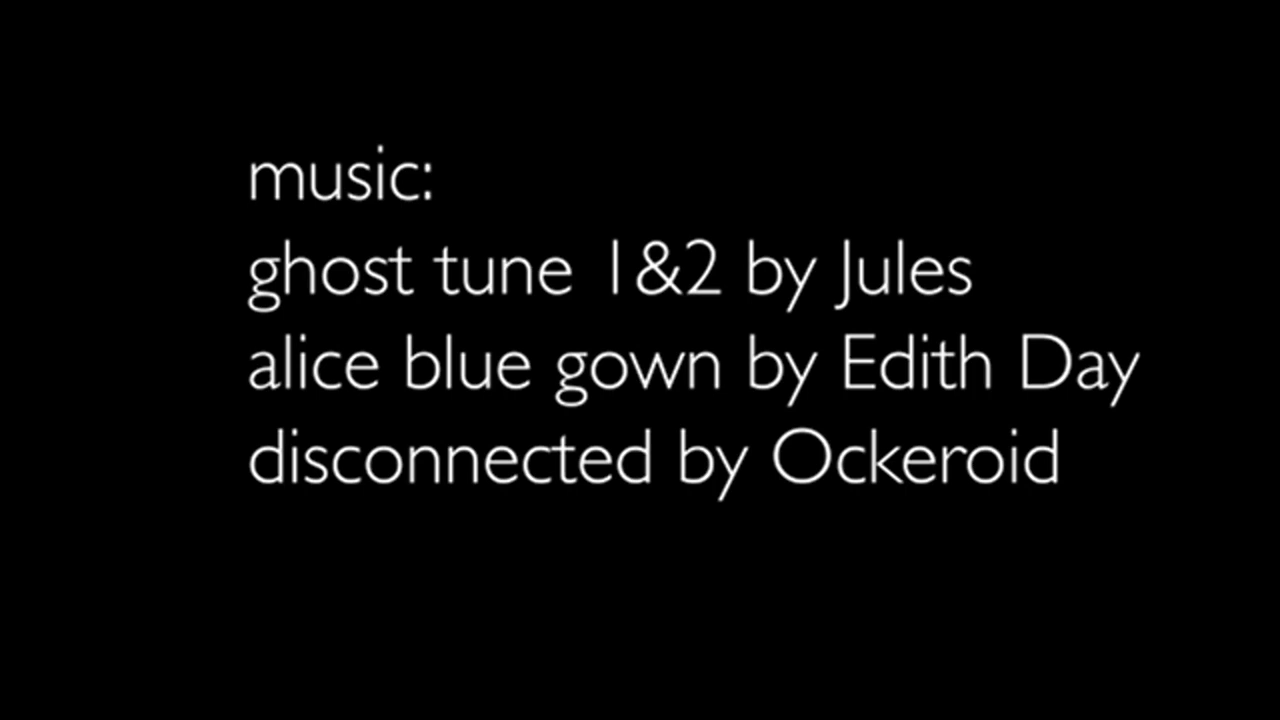 music:
ghost tune 1&2 by Jules
alice blue gown by Edith Day
disconnected by Ockeroid